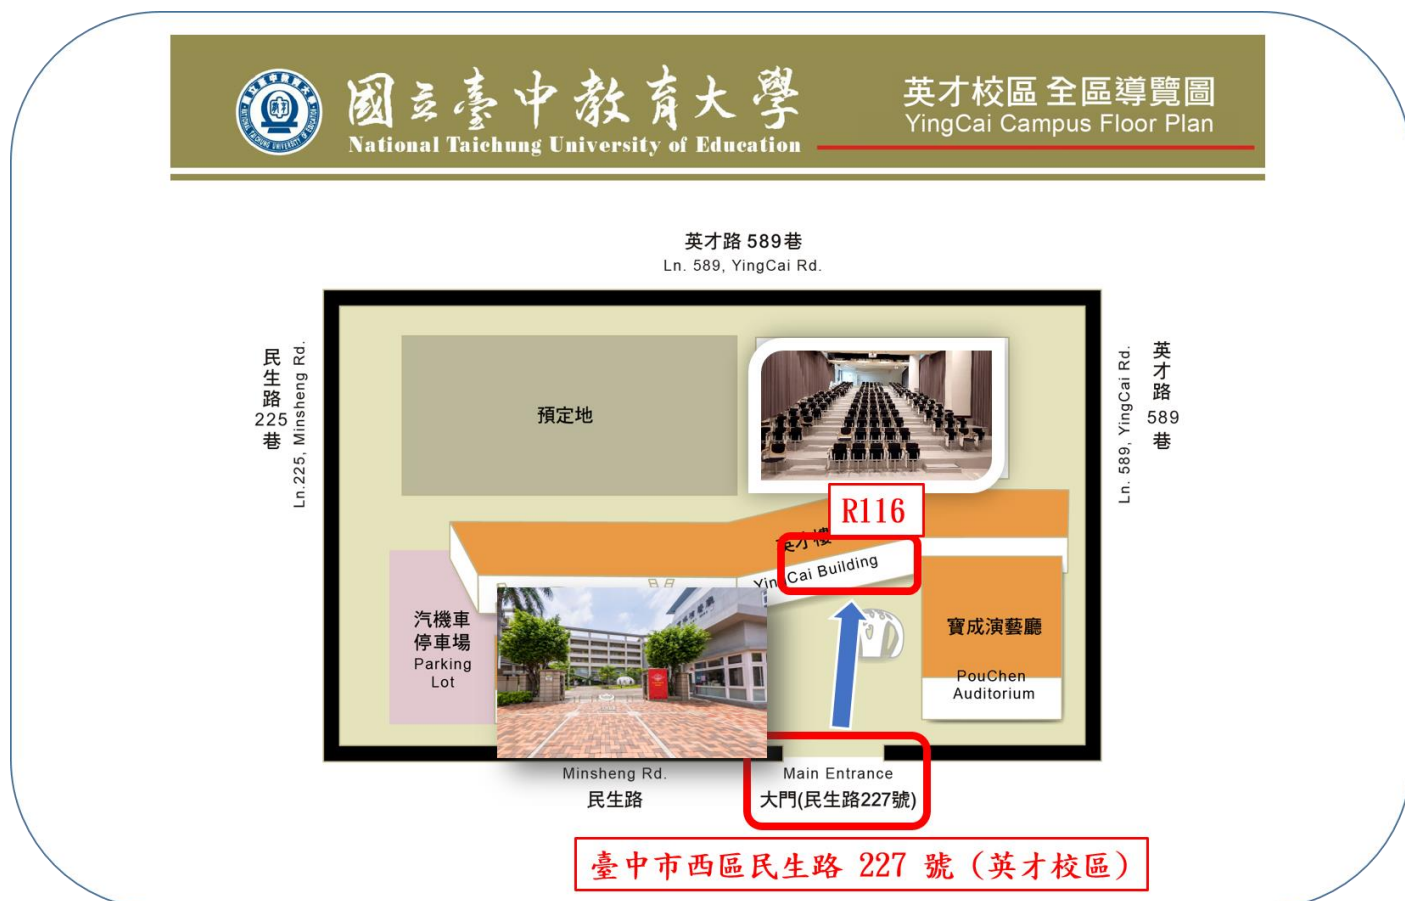 國立臺中教育大學
National Taichung University of Education
英才校區 全區導覽圖
YingCai Campus Floor Plan
英才路 589巷
Ln. 589, YingCai Rd.
民生路225巷
Ln.225, Minsheng Rd.
預定地
英才路589巷
Ln. 589, YingCai Rd.
R116
英才樓
YingCai Building
汽機車
停車場
Parking
Lot
寶成演藝廳
PouChen
Auditorium
Minsheng Rd.
民生路
Main Entrance
大門(民生路227號)
臺中市西區民生路 227 號（英才校區）